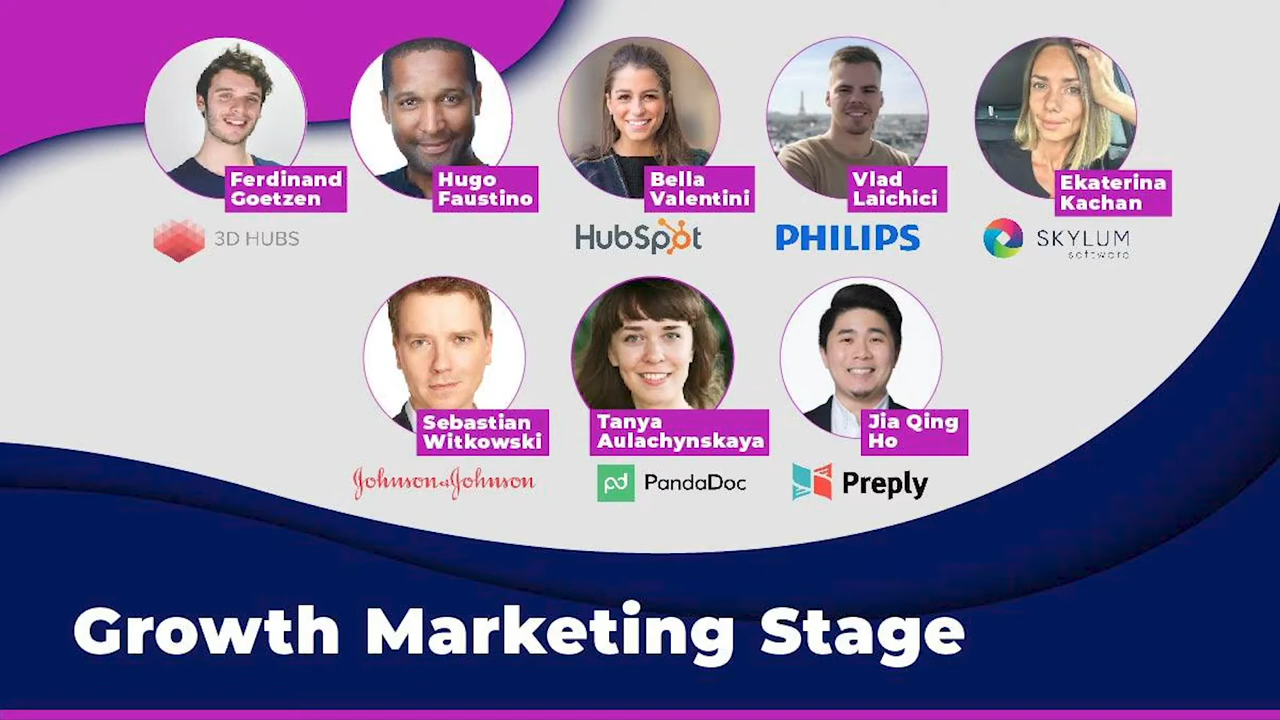 Ferdinand
Goetzen
Hugo
Faustino
Bella
Valentini
Vlad
Laichici
Ekaterina
Kachan
3D HUBS
HubSpot
PHILIPS
SKYLUM
software
Sebastian
Witkowski
Tanya
Aulachynskaya
Jia Qing
Ho
Johnson & Johnson
pd PandaDoc
Preply
Growth Marketing Stage